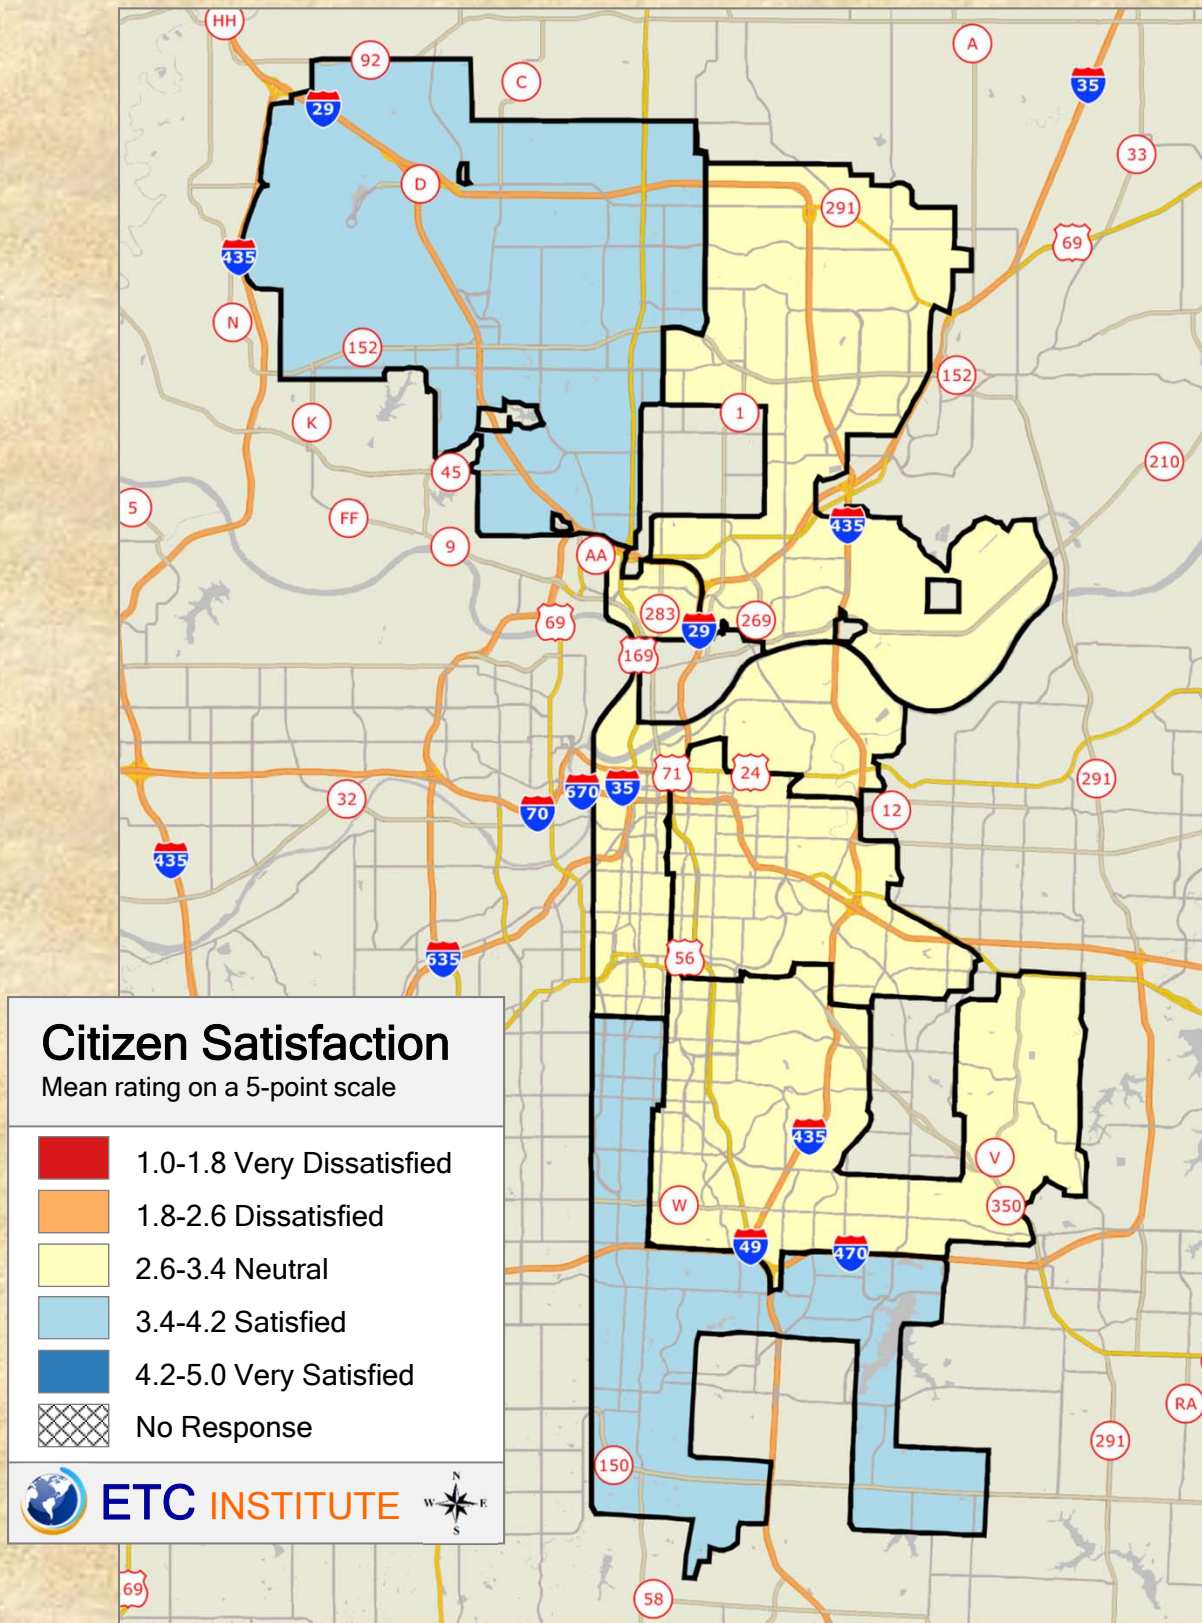 HH
92
C
A
29
35
33
D
291
69
435
N
152
152
K
1
45
210
5
FF
435
9
AA
283
269
69
29
169
71
24
670
35
291
32
70
12
435
56
635
Citizen Satisfaction
Mean rating on a 5-point scale
1.0-1.8 Very Dissatisfied
1.8-2.6 Dissatisfied
2.6-3.4 Neutral
3.4-4.2 Satisfied
4.2-5.0 Very Satisfied
No Response
ETC INSTITUTE
N
W E
S
435
V
W
350
49
470
RA
291
150
69
58